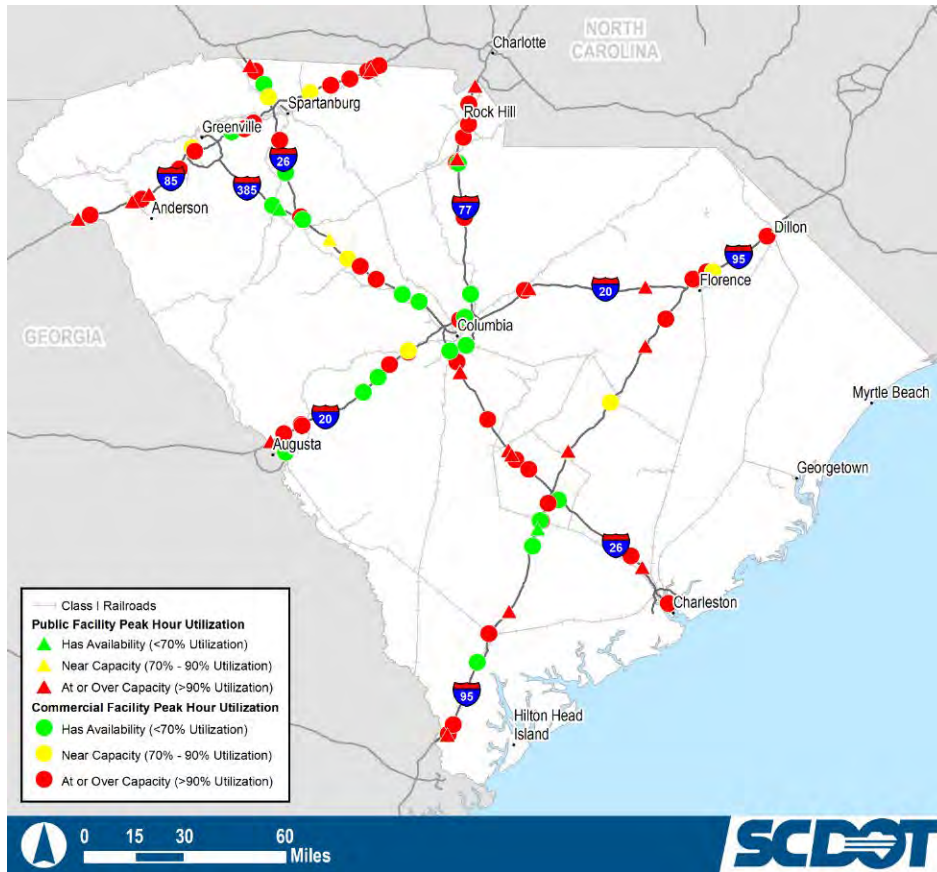 NORTH
CAROLINA
Charlotte
Spartanburg
Rock Hill
Greenville
26
85
385
77
Anderson
Dillon
95
20
Florence
GEORGIA
Columbia
Myrtle Beach
20
Augusta
Georgetown
26
Charleston
95
Hilton Head
Island
Class I Railroads
Public Facility Peak Hour Utilization
Has Availability (<70% Utilization)
Near Capacity (70% - 90% Utilization)
At or Over Capacity (>90% Utilization)
Commercial Facility Peak Hour Utilization
Has Availability (<70% Utilization)
Near Capacity (70% - 90% Utilization)
At or Over Capacity (>90% Utilization)
0 15 30 60
Miles
SCDOT